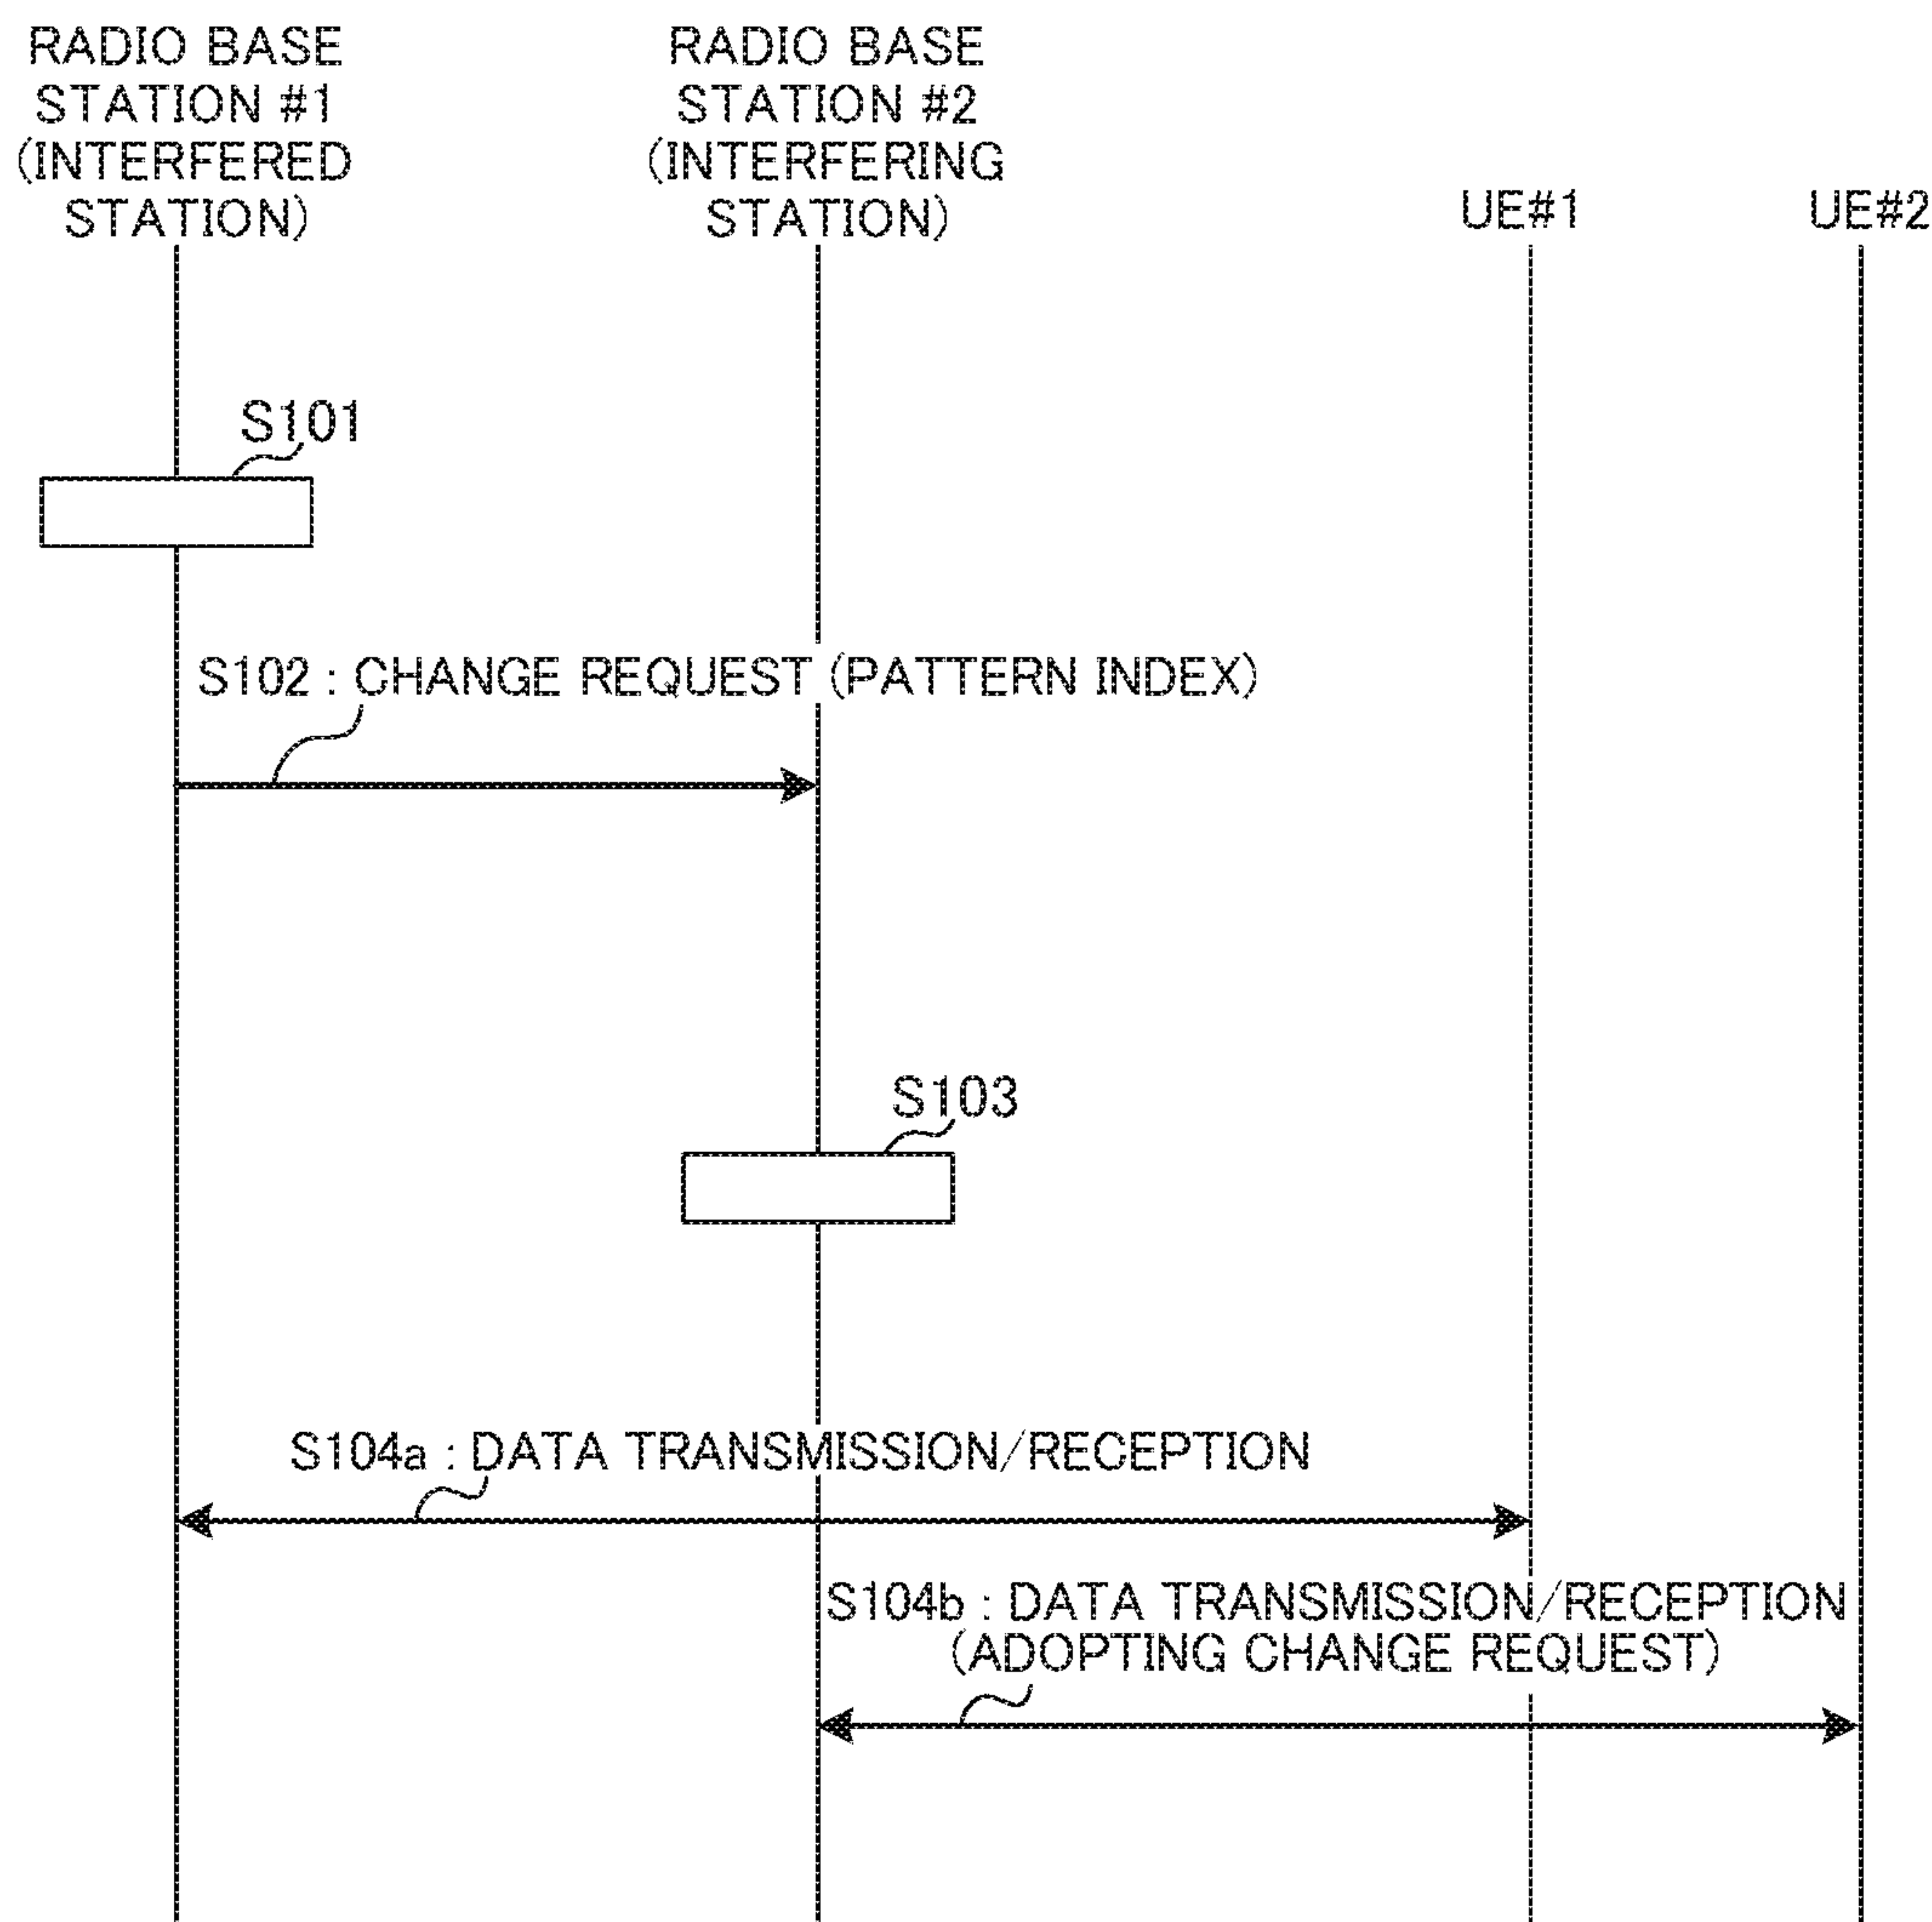 RADIO BASE
STATION #1
(INTERFERED
STATION)
RADIO BASE
STATION #2
(INTERFERING
STATION)
UE#1
UE#2
S101
S102 : CHANGE REQUEST (PATTERN INDEX)
S103
S104a : DATA TRANSMISSION/RECEPTION
S104b : DATA TRANSMISSION/RECEPTION
(ADOPTING CHANGE REQUEST)